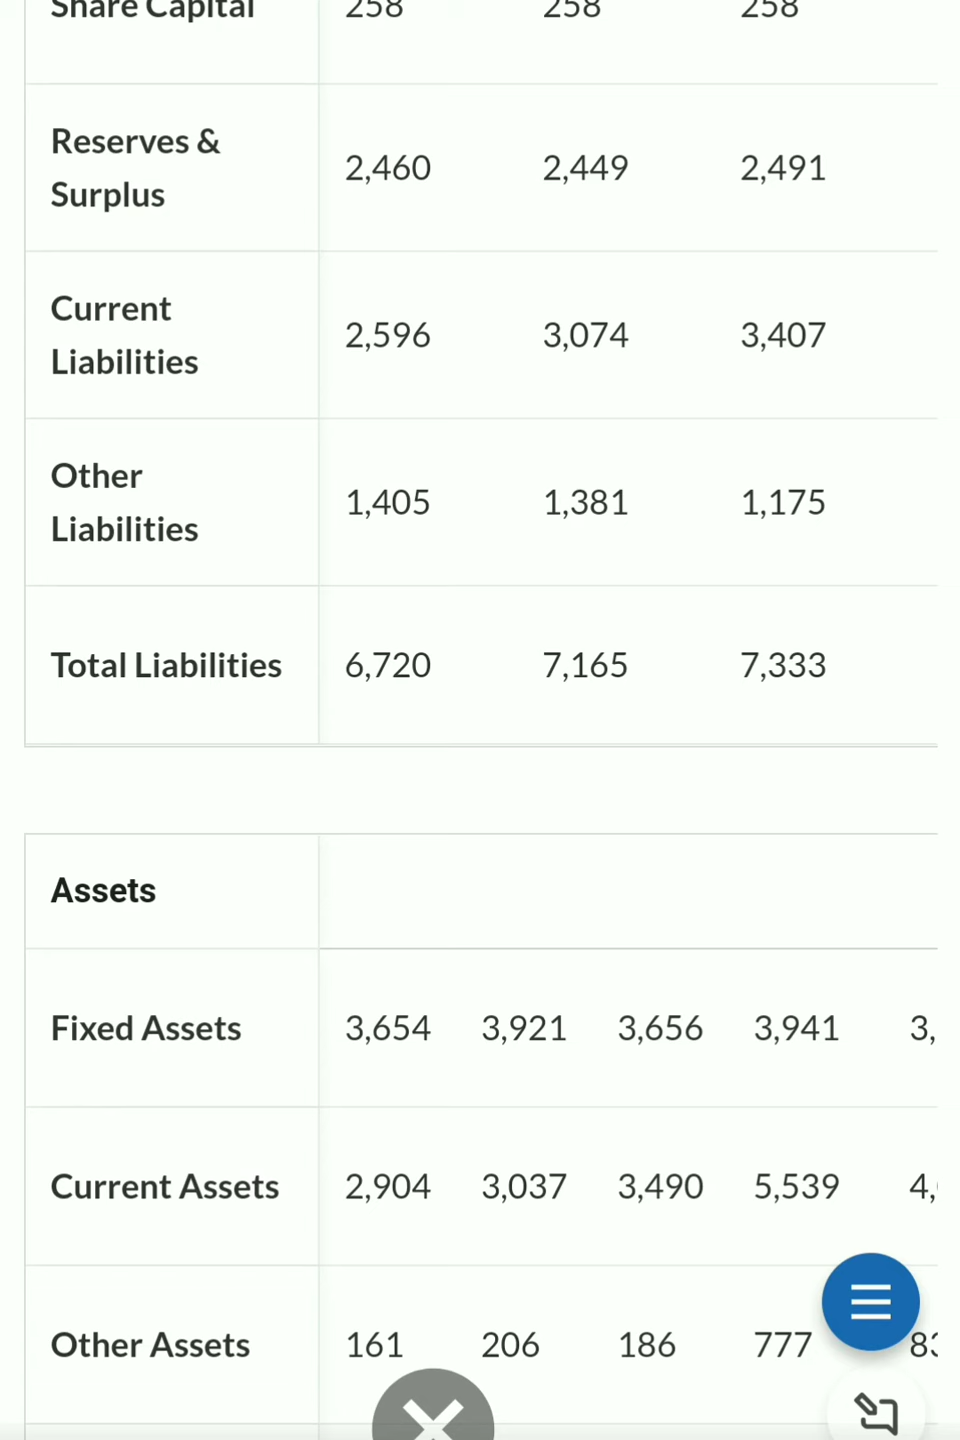 Share Capital 258 258 258
Reserves &
Surplus
2,460 2,449 2,491
Current
Liabilities
2,596 3,074 3,407
Other
Liabilities
1,405 1,381 1,175
Total Liabilities 6,720 7,165 7,333
Assets
Fixed Assets 3,654 3,921 3,656 3,941 3,
Current Assets 2,904 3,037 3,490 5,539 4,
Other Assets 161 206 186 777